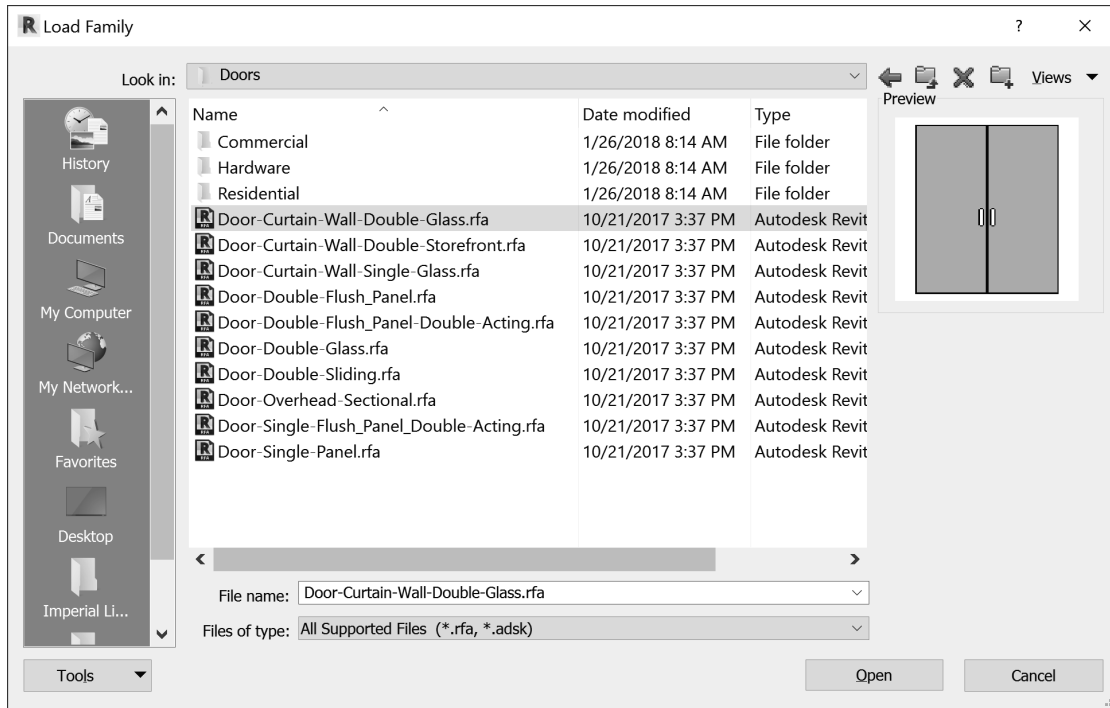 R Load Family ? ×
Look in: Doors Views
Preview
History
Documents
My Computer
My Network...
Favorites
Desktop
Imperial Li...
Name Date modified Type
Commercial 1/26/2018 8:14 AM File folder
Hardware 1/26/2018 8:14 AM File folder
Residential 1/26/2018 8:14 AM File folder
Door-Curtain-Wall-Double-Glass.rfa 10/21/2017 3:37 PM Autodesk Revit
Door-Curtain-Wall-Double-Storefront.rfa 10/21/2017 3:37 PM Autodesk Revit
Door-Curtain-Wall-Single-Glass.rfa 10/21/2017 3:37 PM Autodesk Revit
Door-Double-Flush_Panel.rfa 10/21/2017 3:37 PM Autodesk Revit
Door-Double-Flush_Panel-Double-Acting.rfa 10/21/2017 3:37 PM Autodesk Revit
Door-Double-Glass.rfa 10/21/2017 3:37 PM Autodesk Revit
Door-Double-Sliding.rfa 10/21/2017 3:37 PM Autodesk Revit
Door-Overhead-Sectional.rfa 10/21/2017 3:37 PM Autodesk Revit
Door-Single-Flush_Panel_Double-Acting.rfa 10/21/2017 3:37 PM Autodesk Revit
Door-Single-Panel.rfa 10/21/2017 3:37 PM Autodesk Revit
File name: Door-Curtain-Wall-Double-Glass.rfa
Files of type: All Supported Files (*.rfa, *.adsk)
Tools Open Cancel